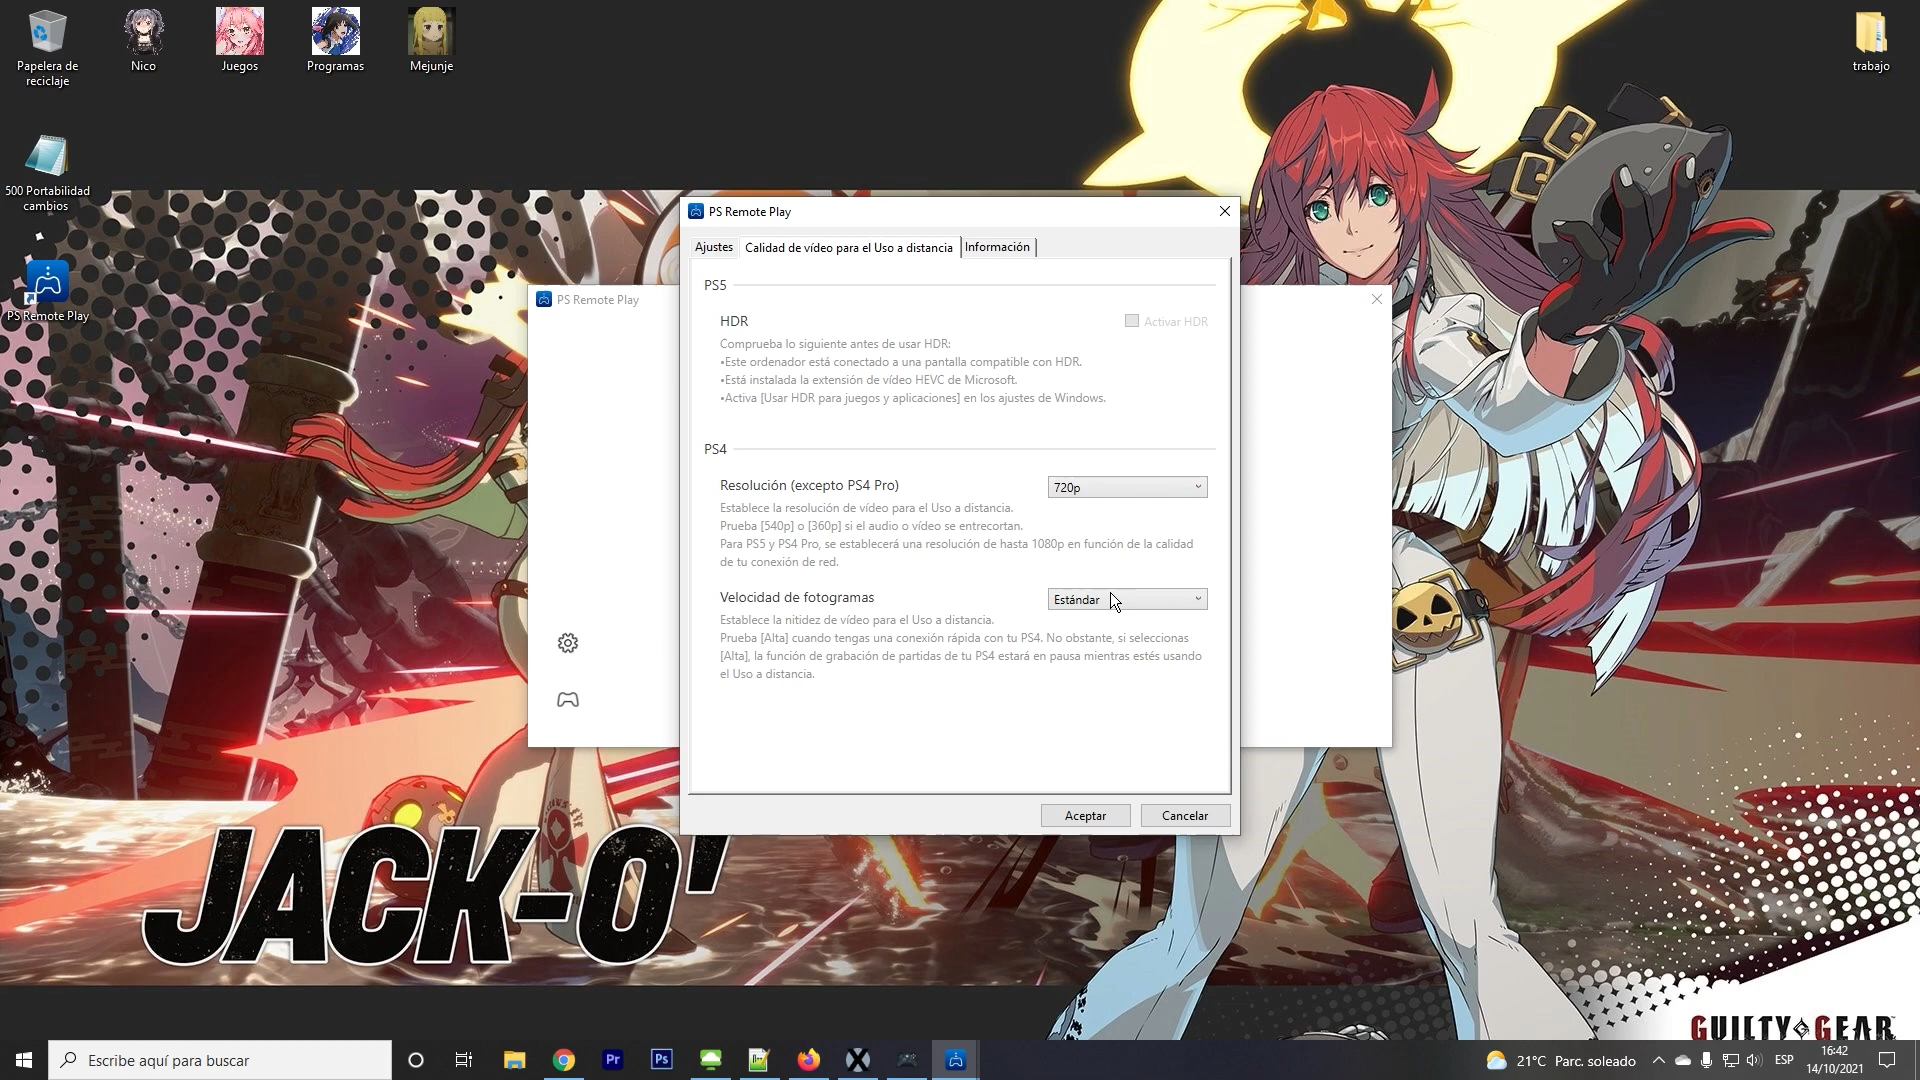 Papelera de
reciclaje
Nico
Juegos
Programas
Mejunje
trabajo
500 Portabilidad
cambios
PS Remote Play
PS Remote Play
PS Remote Play
Ajustes
Calidad de vídeo para el Uso a distancia
Información
PS5
HDR
Activar HDR
Comprueba lo siguiente antes de usar HDR:
•Este ordenador está conectado a una pantalla compatible con HDR.
•Está instalada la extensión de vídeo HEVC de Microsoft.
•Activa [Usar HDR para juegos y aplicaciones] en los ajustes de Windows.
PS4
Resolución (excepto PS4 Pro)
720p
Establece la resolución de vídeo para el Uso a distancia.
Prueba [540p] o [360p] si el audio o vídeo se entrecortan.
Para PS5 y PS4 Pro, se establecerá una resolución de hasta 1080p en función de la calidad
de tu conexión de red.
Velocidad de fotogramas
Estándar
Establece la nitidez de vídeo para el Uso a distancia.
Prueba [Alta] cuando tengas una conexión rápida con tu PS4. No obstante, si seleccionas
[Alta], la función de grabación de partidas de tu PS4 estará en pausa mientras estés usando
el Uso a distancia.
Aceptar
Cancelar
JACK-O'
GUILTY GEAR
Escribe aquí para buscar
Pr
Ps
21°C Parc. soleado
ESP
16:42
14/10/2021